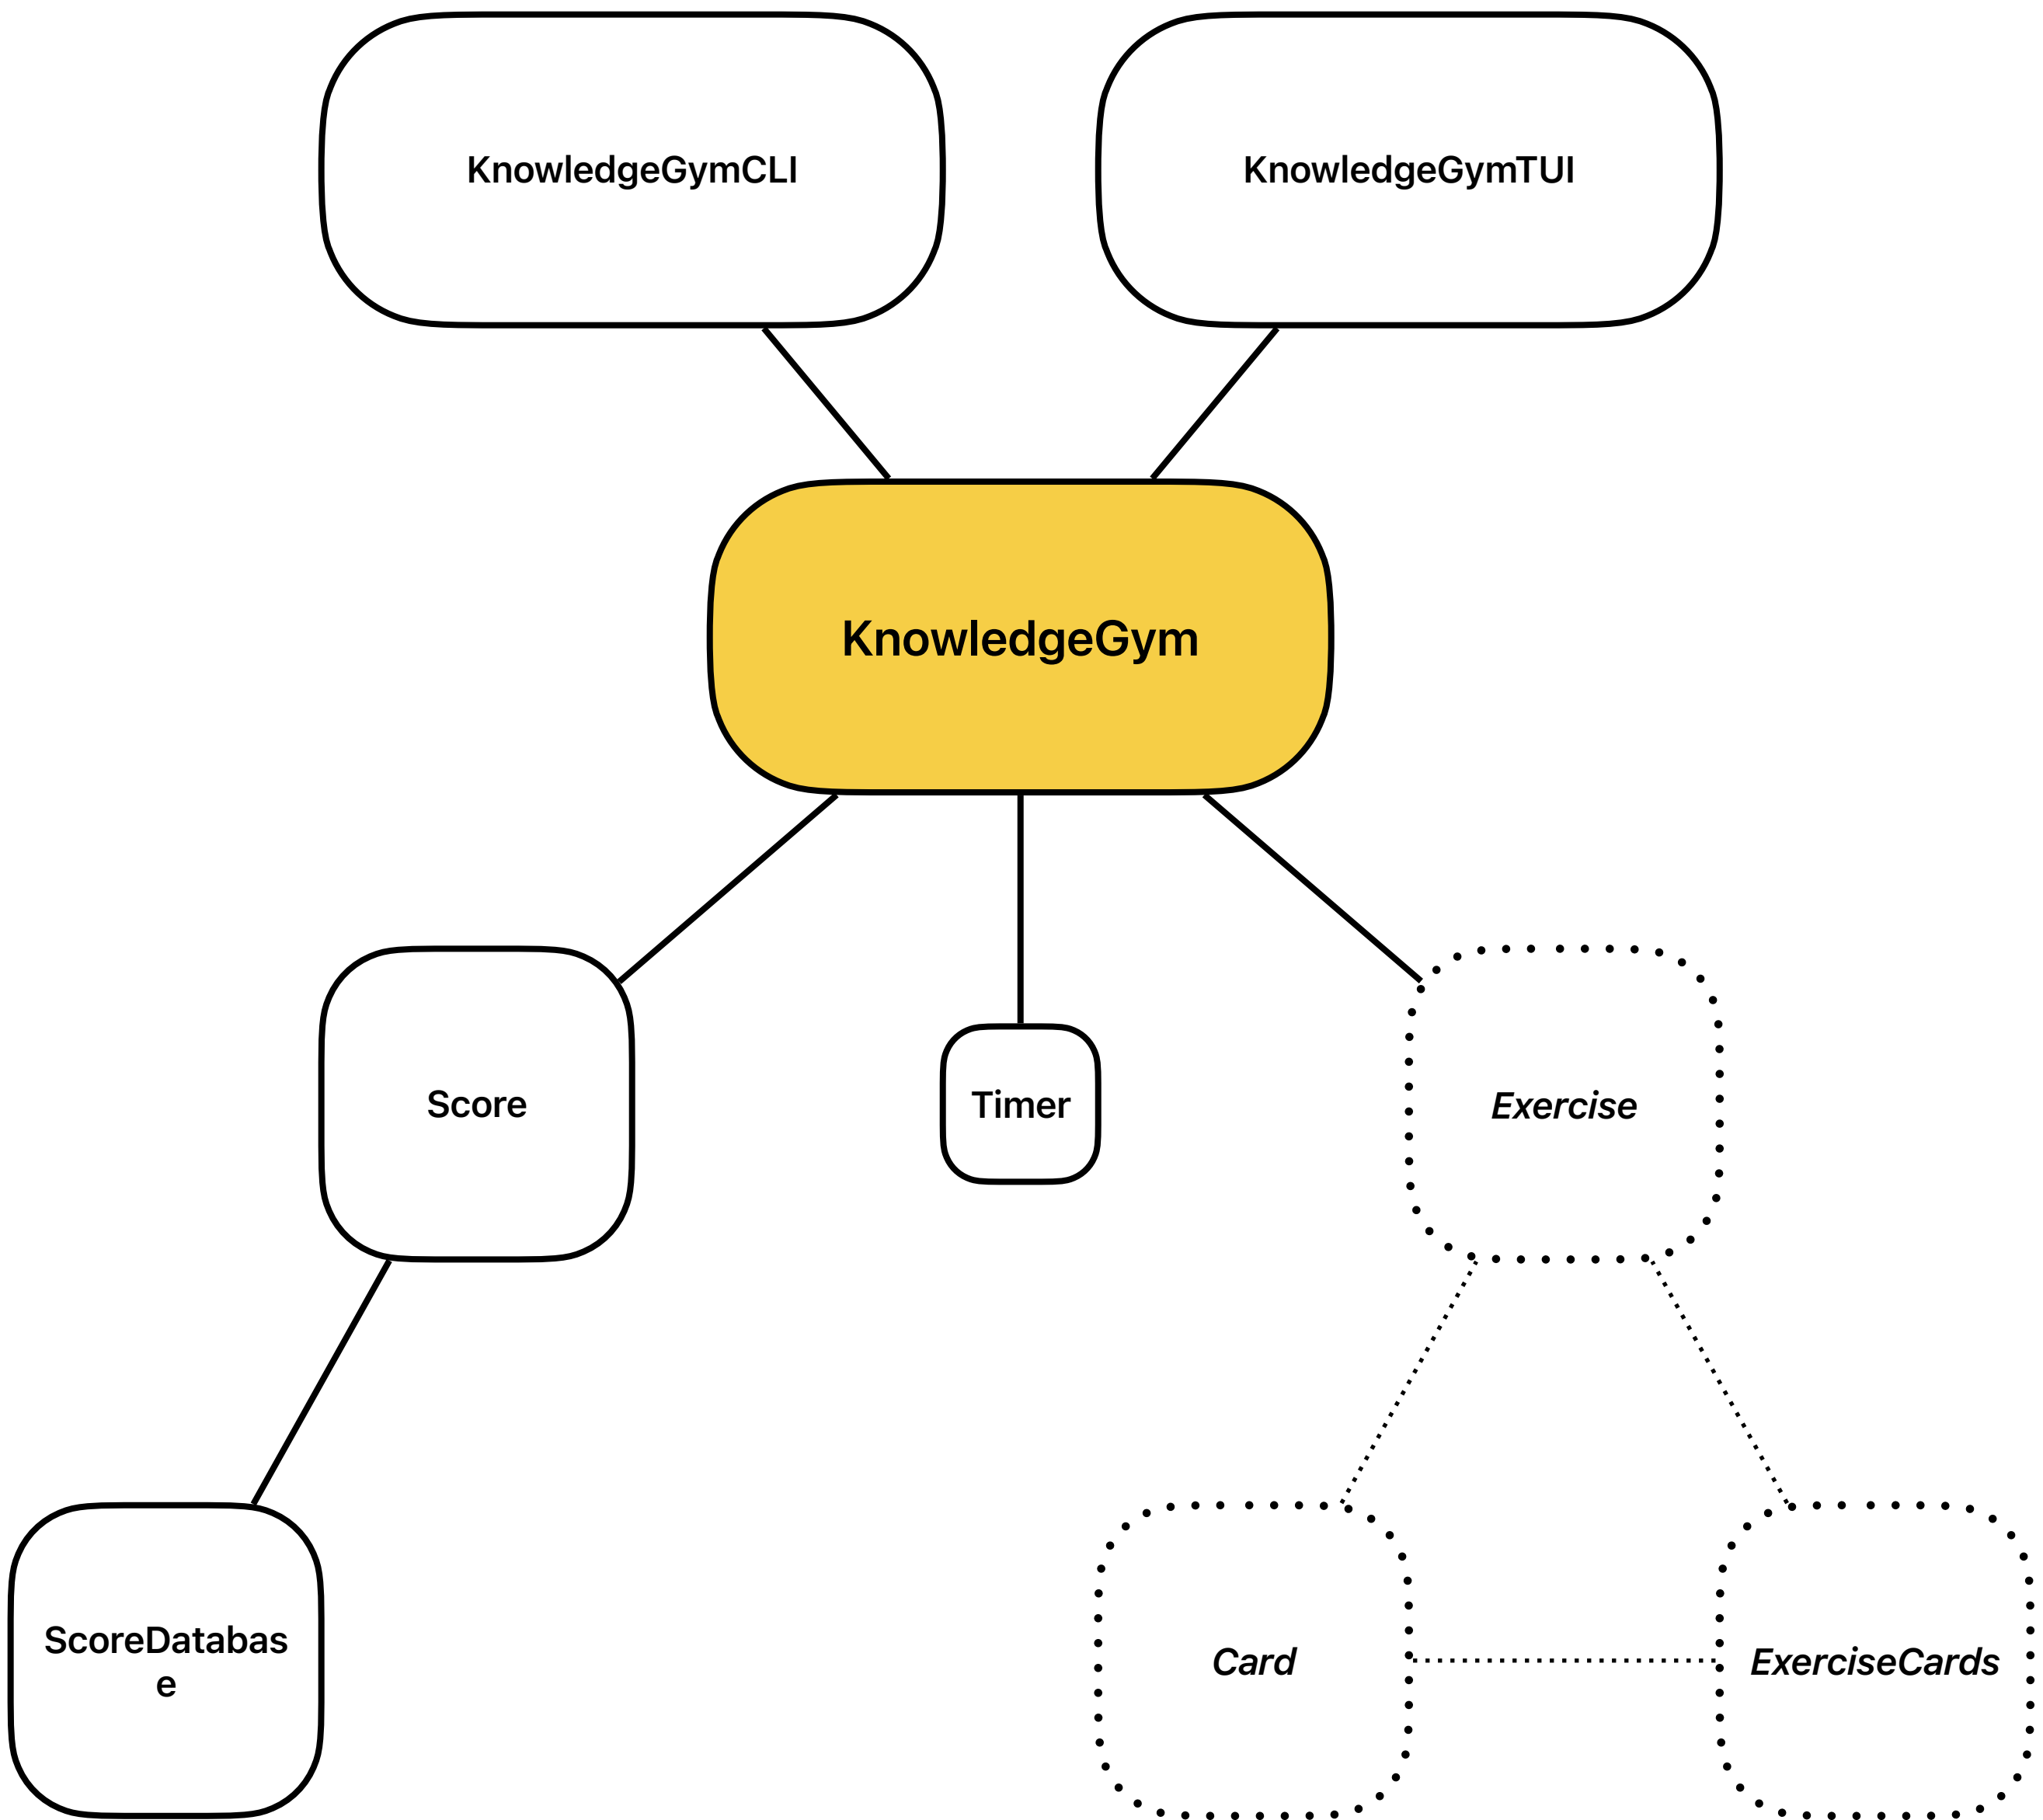 KnowledgeGymCLI
KnowledgeGymTUI
KnowledgeGym
Score
Timer
Exercise
ScoreDatabas
e
Card
ExerciseCards